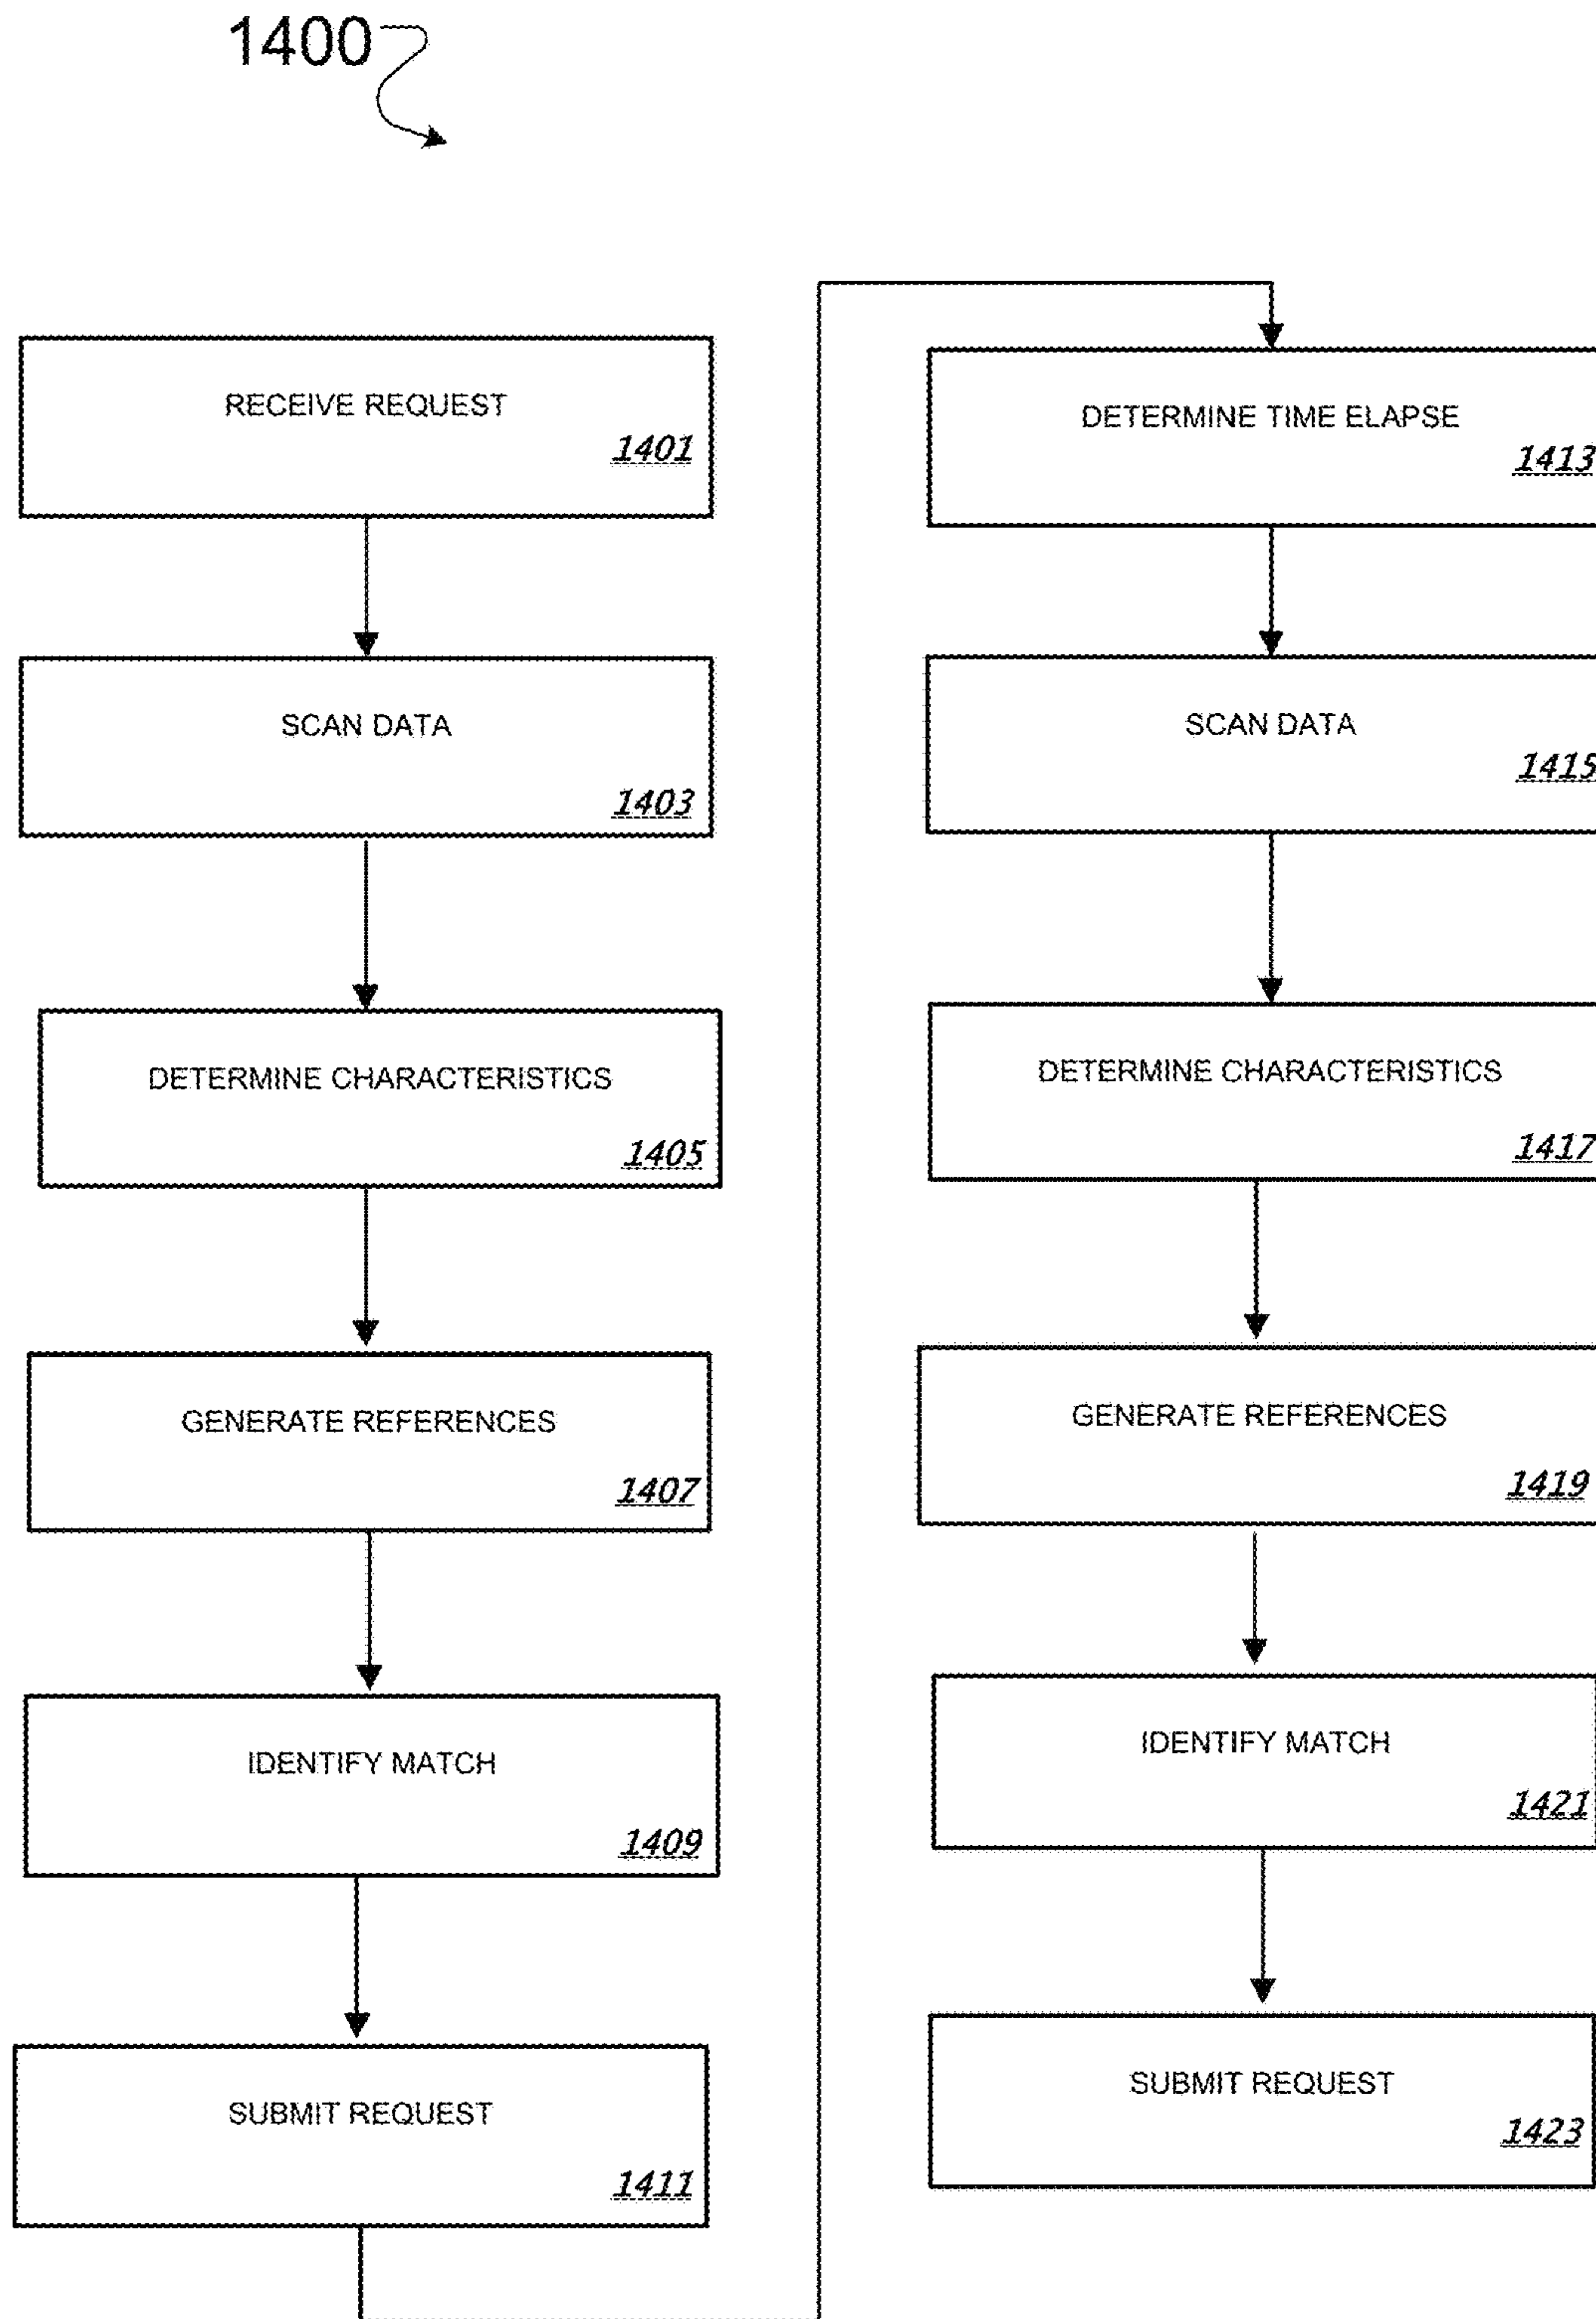 1400
RECEIVE REQUEST
1401
SCAN DATA
1403
DETERMINE CHARACTERISTICS
1405
GENERATE REFERENCES
1407
IDENTIFY MATCH
1409
SUBMIT REQUEST
1411
DETERMINE TIME ELAPSE
1413
SCAN DATA
1415
DETERMINE CHARACTERISTICS
1417
GENERATE REFERENCES
1419
IDENTIFY MATCH
1421
SUBMIT REQUEST
1423